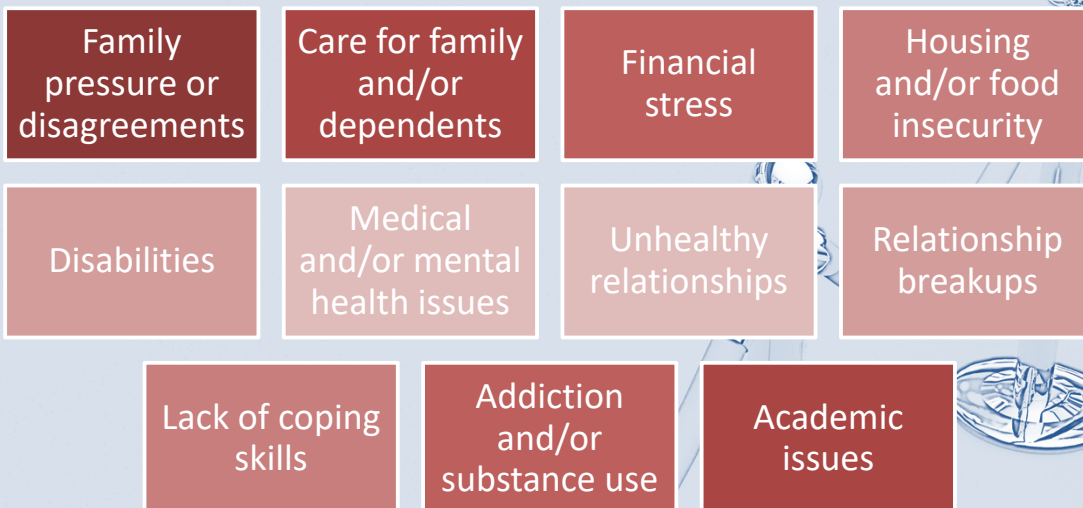 Family
pressure or
disagreements
Care for family
and/or
dependents
Financial
stress
Housing
and/or food
insecurity
Disabilities
Medical
and/or mental
health issues
Unhealthy
relationships
Relationship
breakups
Lack of coping
skills
Addiction
and/or
substance use
Academic
issues